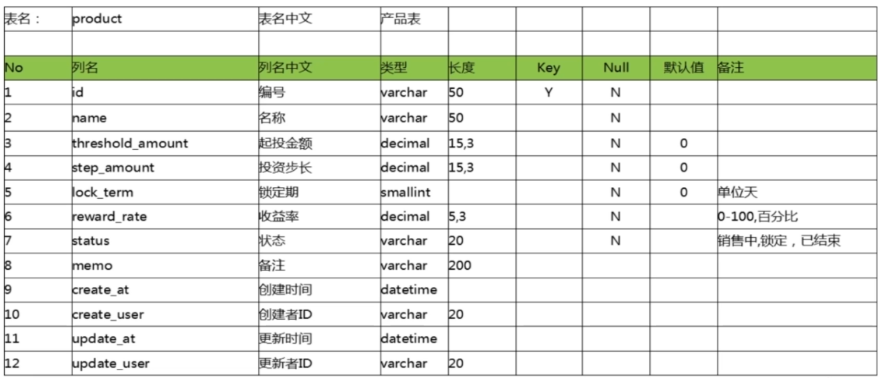 表名： product 表名中文 产品表
No 列名 列名中文 类型 长度 Key Null 默认值 备注
1 id 编号 varchar 50 Y N
2 name 名称 varchar 50 N
3 threshold_amount 起投金额 decimal 15,3 N 0
4 step_amount 投资步长 decimal 15,3 N 0
5 lock_term 锁定期 smallint N 0 单位天
6 reward_rate 收益率 decimal 5,3 N 0-100,百分比
7 status 状态 varchar 20 N 销售中,锁定，已结束
8 memo 备注 varchar 200
9 create_at 创建时间 datetime
10 create_user 创建者ID varchar 20
11 update_at 更新时间 datetime
12 update_user 更新者ID varchar 20